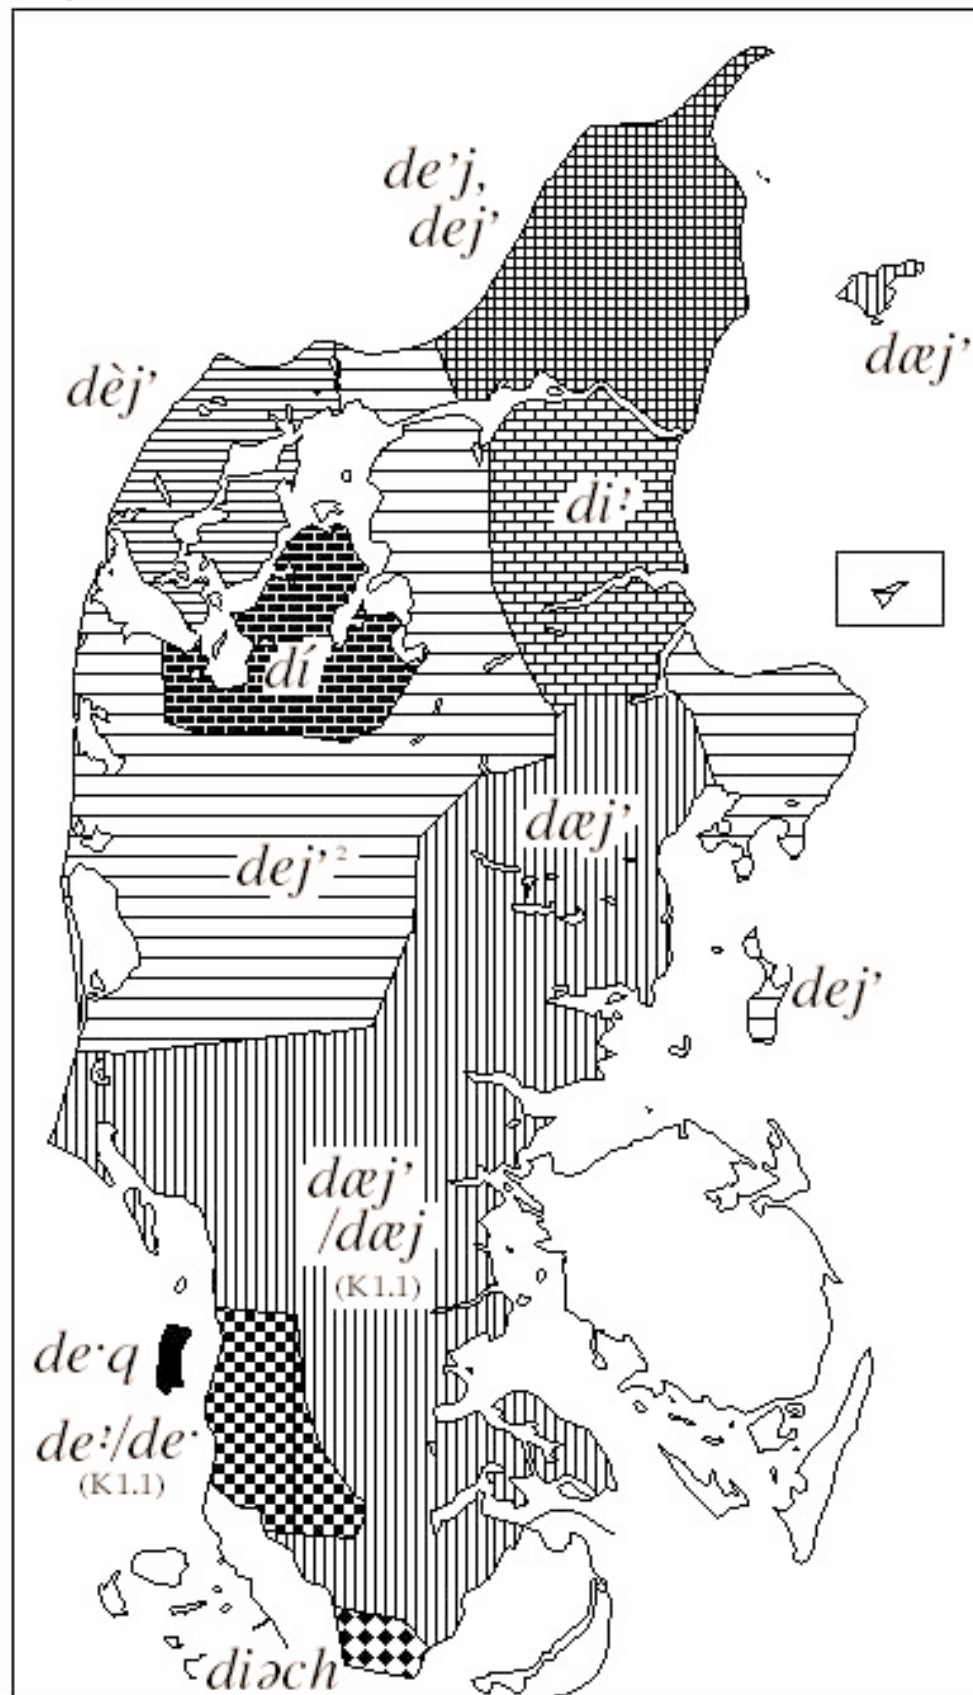 de’j,
dej’
dæj’
dèj’
di⁝
dí
dæj’
dej’ ²
dej’
dæj’
/dæj
(K 1.1)
de·q
de⁝/de·
(K1.1)
diəch